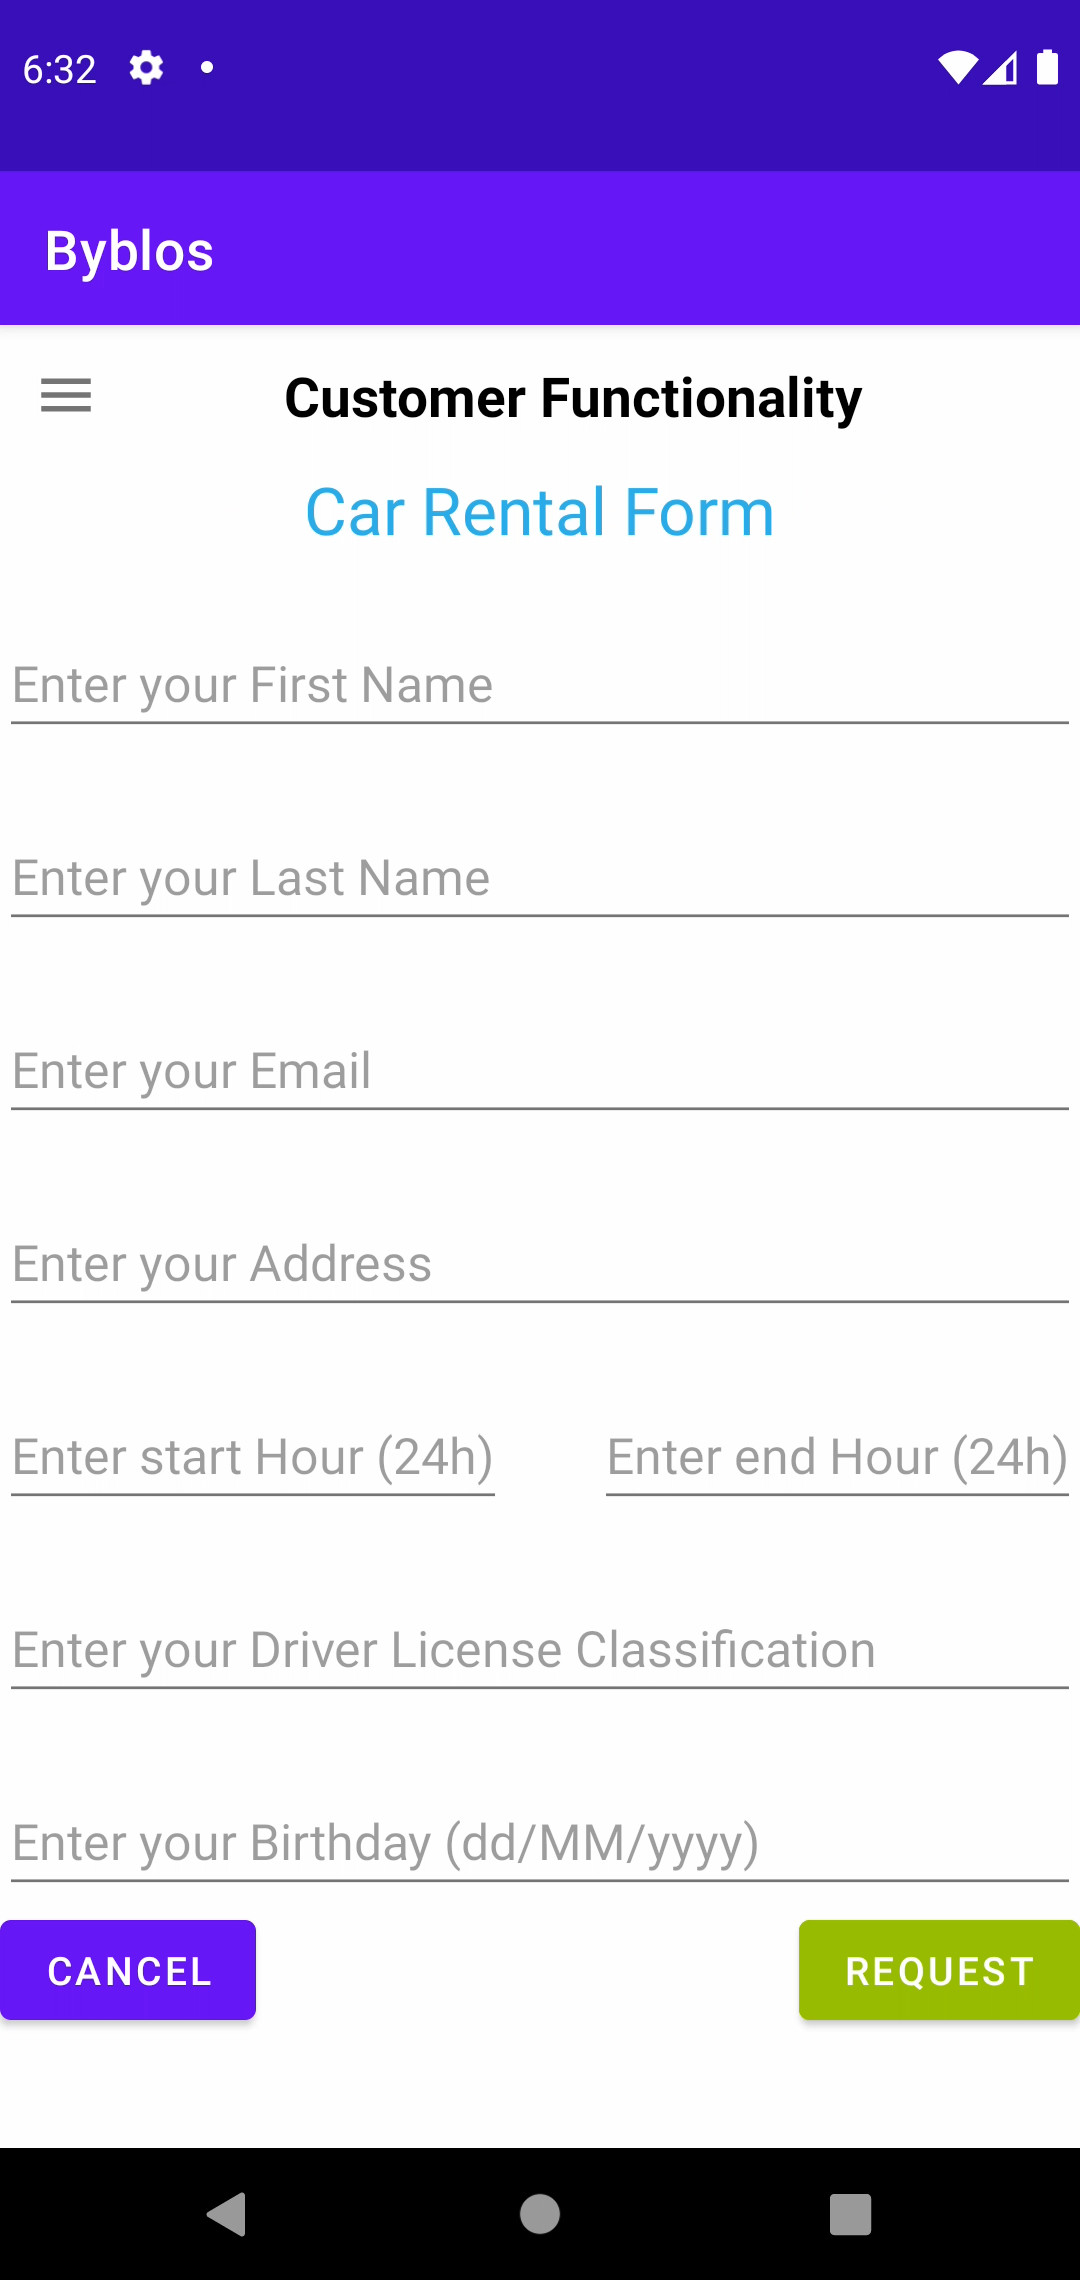 6:32
Byblos
Customer Functionality
Car Rental Form
Enter your First Name
Enter your Last Name
Enter your Email
Enter your Address
Enter start Hour (24h) Enter end Hour (24h)
Enter your Driver License Classification
Enter your Birthday (dd/MM/yyyy)
CANCEL REQUEST